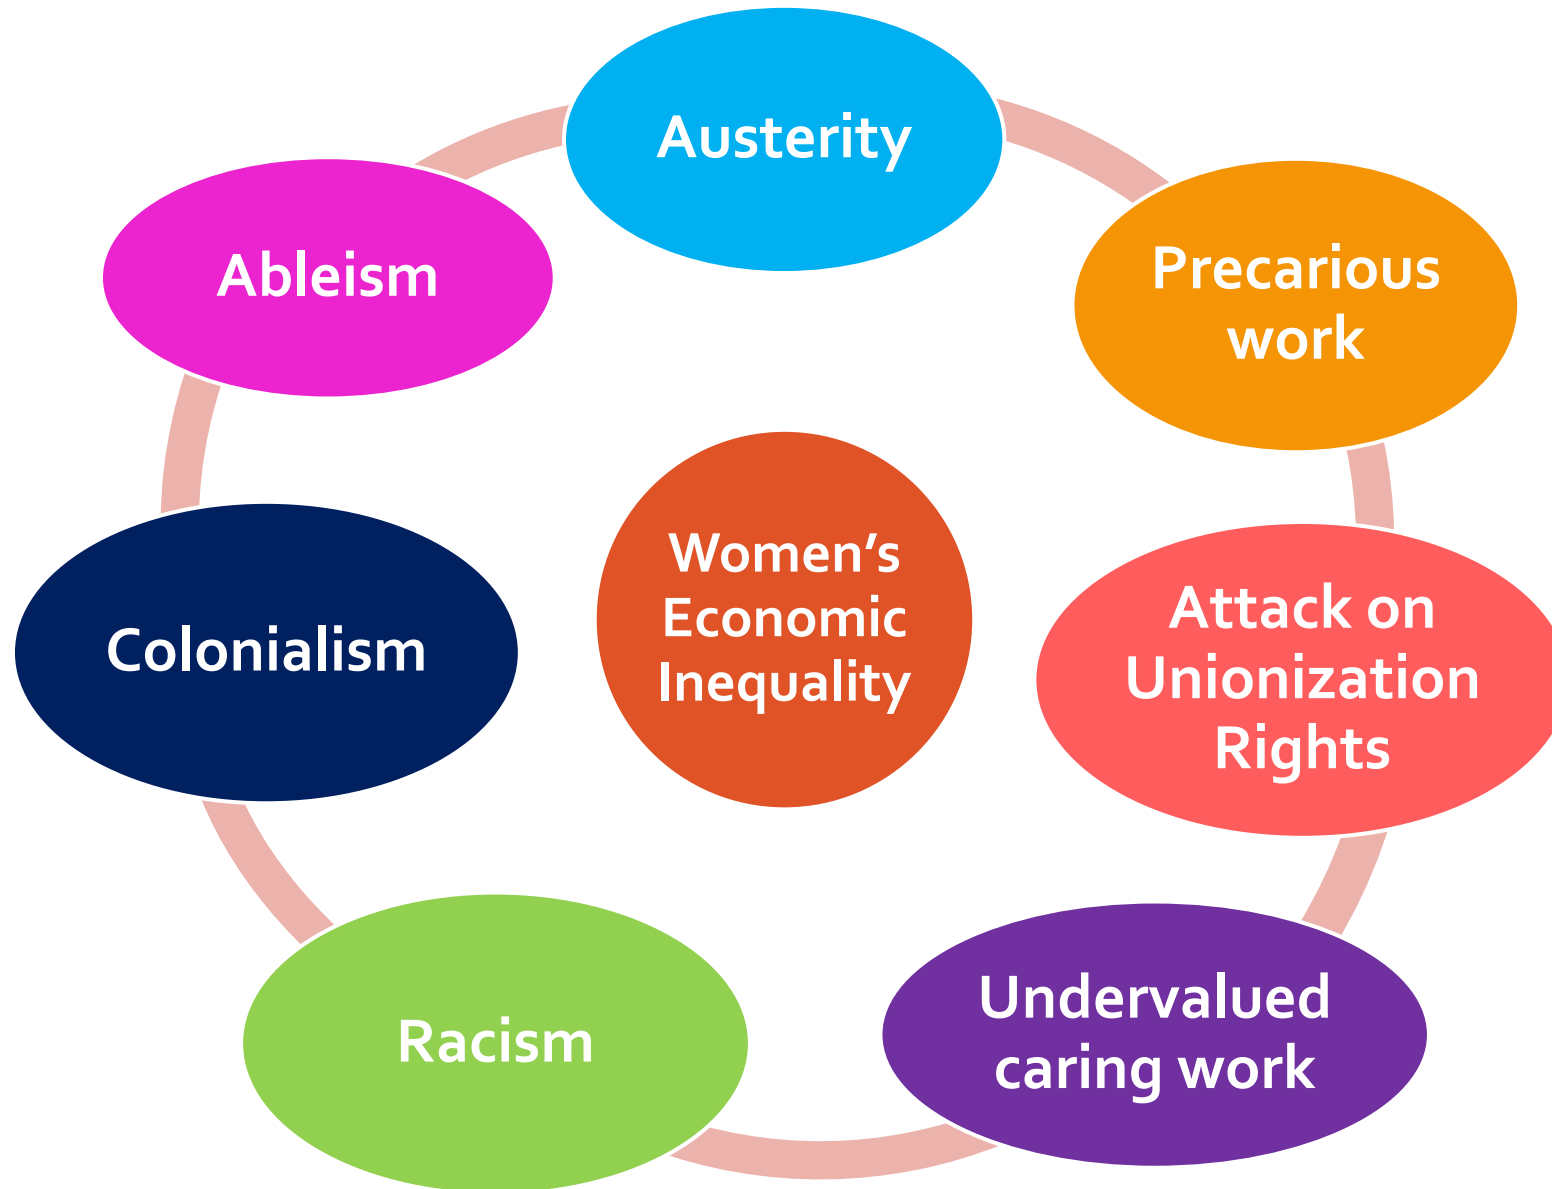 Austerity
Precarious
work
Attack on
Unionization
Rights
Undervalued
caring work
Racism
Colonialism
Ableism
Women’s
Economic
Inequality